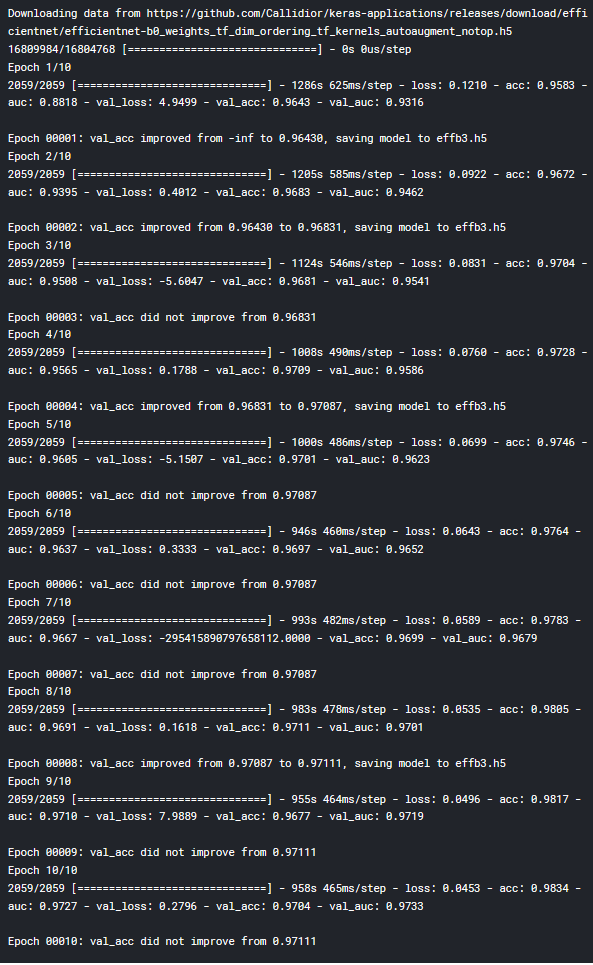 Downloading data from https://github.com/Callidior/keras-applications/releases/download/effi
cientnet/efficientnet-b0_weights_tf_dim_ordering_tf_kernels_autoaugment_notop.h5
16809984/16804768 [==============================] - 0s 0us/step
Epoch 1/10
2059/2059 [==============================] - 1286s 625ms/step - loss: 0.1210 - acc: 0.9583 -
auc: 0.8818 - val_loss: 4.9499 - val_acc: 0.9643 - val_auc: 0.9316
Epoch 00001: val_acc improved from -inf to 0.96430, saving model to effb3.h5
Epoch 2/10
2059/2059 [==============================] - 1205s 585ms/step - loss: 0.0922 - acc: 0.9672 -
auc: 0.9395 - val_loss: 0.4012 - val_acc: 0.9683 - val_auc: 0.9462
Epoch 00002: val_acc improved from 0.96430 to 0.96831, saving model to effb3.h5
Epoch 3/10
2059/2059 [==============================] - 1124s 546ms/step - loss: 0.0831 - acc: 0.9704 -
auc: 0.9508 - val_loss: -5.6047 - val_acc: 0.9681 - val_auc: 0.9541
Epoch 00003: val_acc did not improve from 0.96831
Epoch 4/10
2059/2059 [==============================] - 1008s 490ms/step - loss: 0.0760 - acc: 0.9728 -
auc: 0.9565 - val_loss: 0.1788 - val_acc: 0.9709 - val_auc: 0.9586
Epoch 00004: val_acc improved from 0.96831 to 0.97087, saving model to effb3.h5
Epoch 5/10
2059/2059 [==============================] - 1000s 486ms/step - loss: 0.0699 - acc: 0.9746 -
auc: 0.9605 - val_loss: -5.1507 - val_acc: 0.9701 - val_auc: 0.9623
Epoch 00005: val_acc did not improve from 0.97087
Epoch 6/10
2059/2059 [==============================] - 946s 460ms/step - loss: 0.0643 - acc: 0.9764 -
auc: 0.9637 - val_loss: 0.3333 - val_acc: 0.9697 - val_auc: 0.9652
Epoch 00006: val_acc did not improve from 0.97087
Epoch 7/10
2059/2059 [==============================] - 993s 482ms/step - loss: 0.0589 - acc: 0.9783 -
auc: 0.9667 - val_loss: -295415890797658112.0000 - val_acc: 0.9699 - val_auc: 0.9679
Epoch 00007: val_acc did not improve from 0.97087
Epoch 8/10
2059/2059 [==============================] - 983s 478ms/step - loss: 0.0535 - acc: 0.9805 -
auc: 0.9691 - val_loss: 0.1618 - val_acc: 0.9711 - val_auc: 0.9701
Epoch 00008: val_acc improved from 0.97087 to 0.97111, saving model to effb3.h5
Epoch 9/10
2059/2059 [==============================] - 955s 464ms/step - loss: 0.0496 - acc: 0.9817 -
auc: 0.9710 - val_loss: 7.9889 - val_acc: 0.9677 - val_auc: 0.9719
Epoch 00009: val_acc did not improve from 0.97111
Epoch 10/10
2059/2059 [==============================] - 958s 465ms/step - loss: 0.0453 - acc: 0.9834 -
auc: 0.9727 - val_loss: 0.2796 - val_acc: 0.9704 - val_auc: 0.9733
Epoch 00010: val_acc did not improve from 0.97111